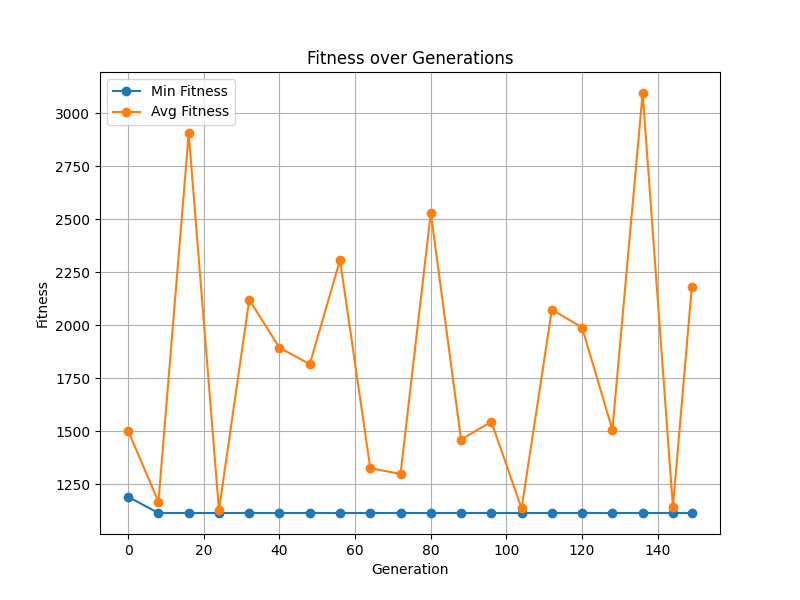 Fitness over Generations
Min Fitness
Avg Fitness
3000
2750
2500
2250
2000
1750
1500
1250
Fitness
0 20 40 60 80 100 120 140
Generation